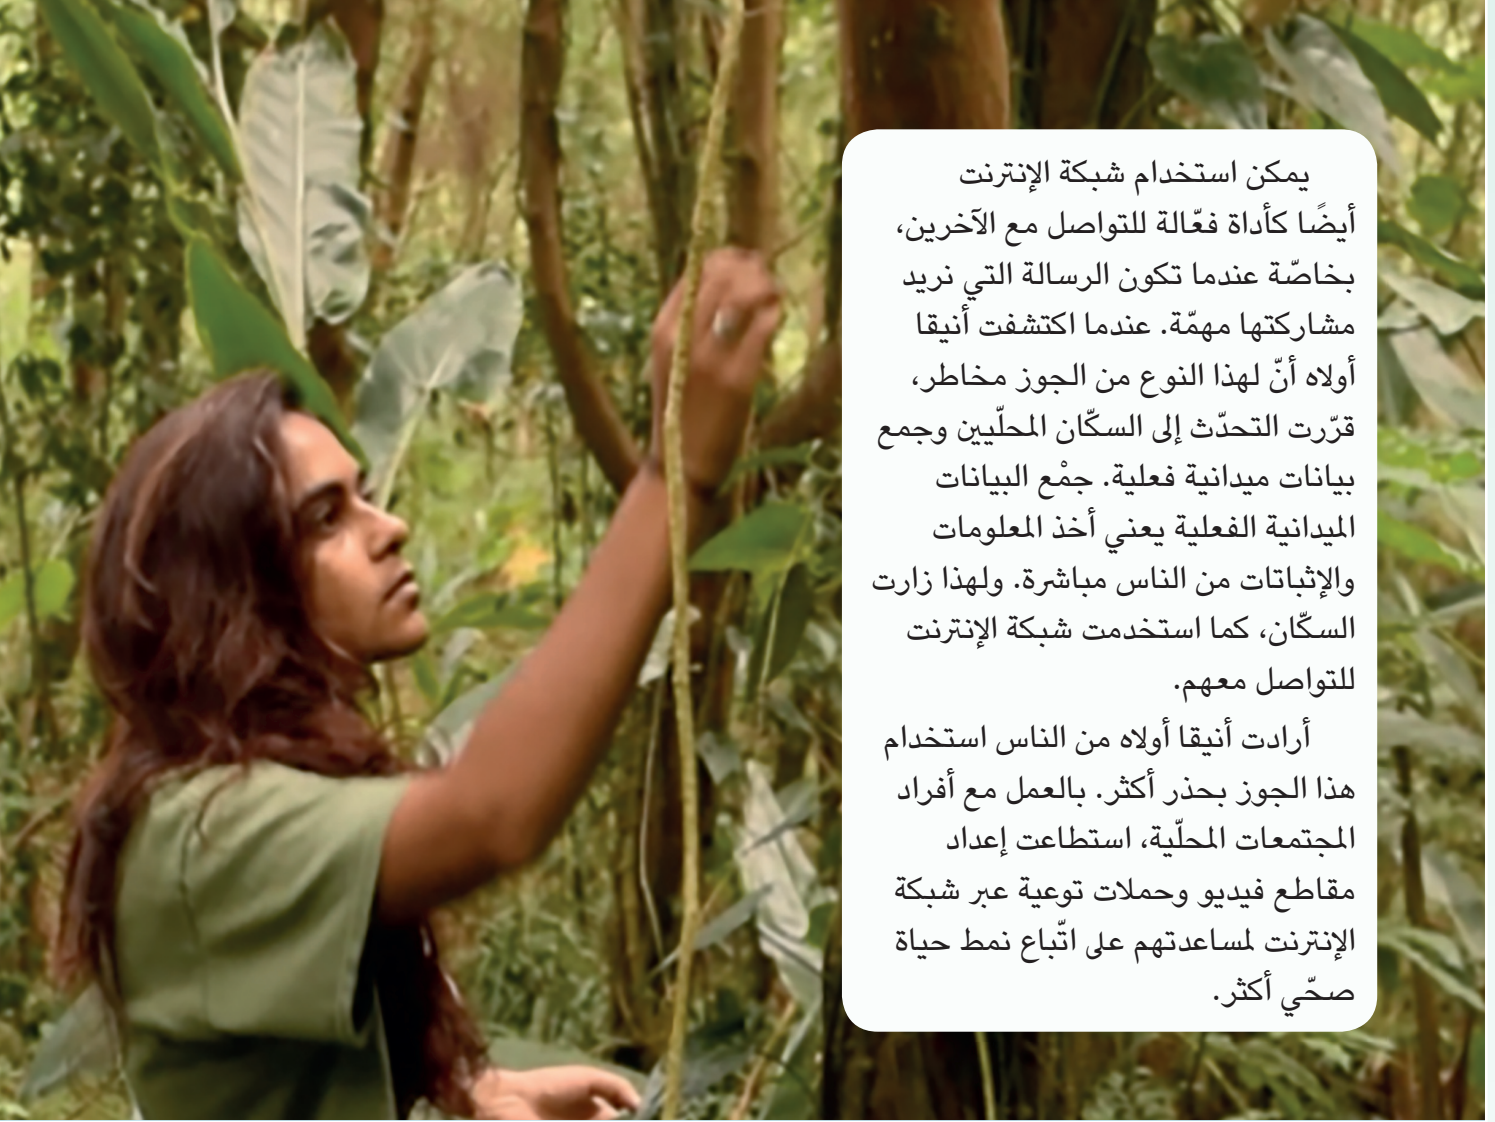 يمكن استخدام شبكة الإنترنت
أيضًا كأداة فعّالة للتواصل مع الآخرين،
بخاصّة عندما تكون الرسالة التي نريد
مشاركتها مهمّة. عندما اكتشفت أنيقا
أولاه أنّ لهذا النوع من الجوز مخاطر،
قرّرت التحدّث إلى السكّان المحلّيين وجمع
بيانات ميدانية فعلية. جمْع البيانات
الميدانية الفعلية يعني أخذ المعلومات
والإثباتات من الناس مباشرة. ولهذا زارت
السكّان، كما استخدمت شبكة الإنترنت
للتواصل معهم.
أرادت أنيقا أولاه من الناس استخدام
هذا الجوز بحذر أكثر. بالعمل مع أفراد
المجتمعات المحلّية، استطاعت إعداد
مقاطع فيديو وحملات توعية عبر شبكة
الإنترنت لمساعدتهم على اتّباع نمط حياة
صحّي أكثر.